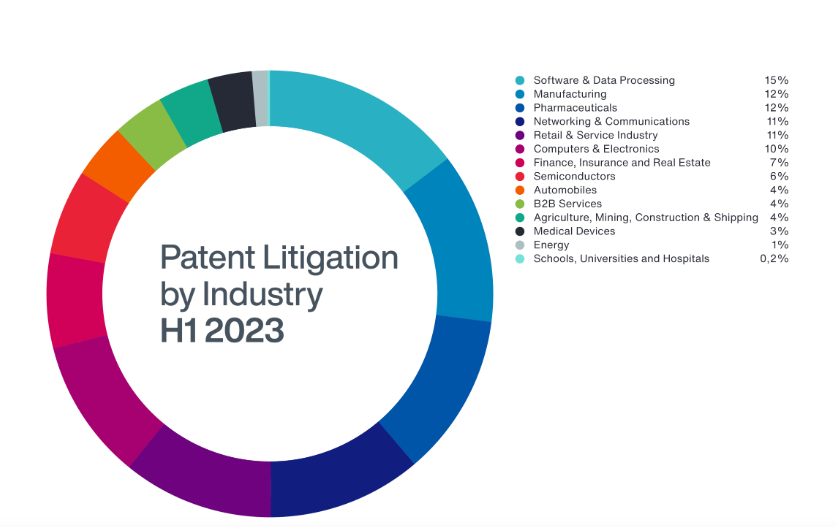 Patent Litigation
by Industry
H1 2023
Software & Data Processing 15%
Manufacturing 12%
Pharmaceuticals 12%
Networking & Communications 11%
Retail & Service Industry 11%
Computers & Electronics 10%
Finance, Insurance and Real Estate 7%
Semiconductors 6%
Automobiles 4%
B2B Services 4%
Agriculture, Mining, Construction & Shipping 4%
Medical Devices 3%
Energy 1%
Schools, Universities and Hospitals 0,2%